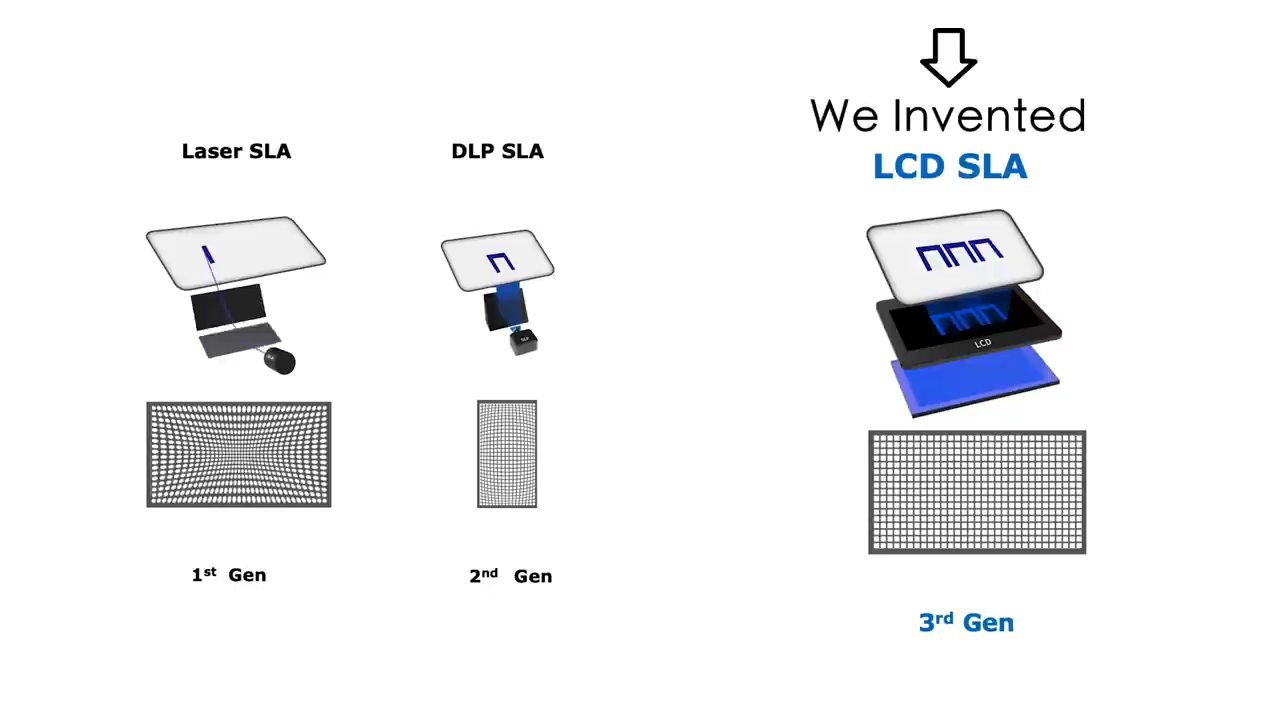 We Invented
LCD SLA
Laser SLA
DLP SLA
LCD
1st Gen
2nd Gen
3rd Gen